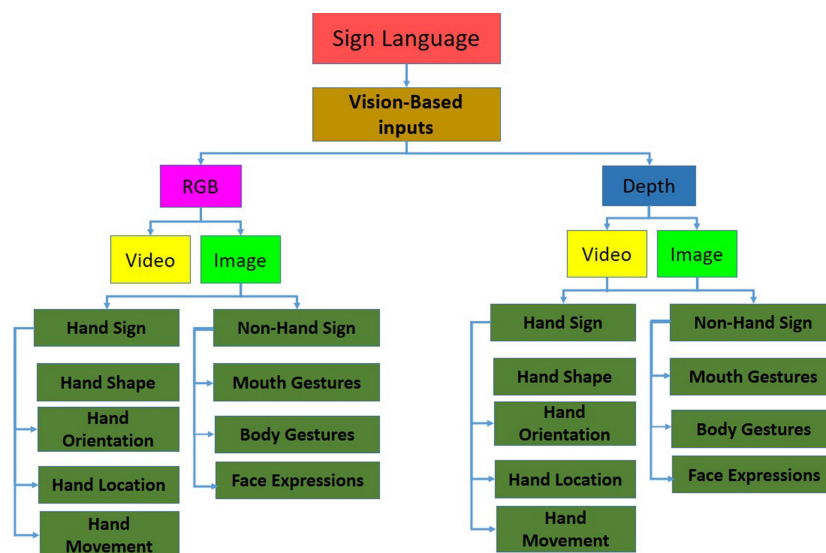 Sign Language
Vision-Based
inputs
RGB
Depth
Video
Image
Video
Image
Hand Sign
Non-Hand Sign
Hand Shape
Mouth Gestures
Hand
Orientation
Body Gestures
Hand Location
Face Expressions
Hand
Movement
Hand Sign
Non-Hand Sign
Hand Shape
Mouth Gestures
Hand
Orientation
Body Gestures
Hand Location
Face Expressions
Hand
Movement